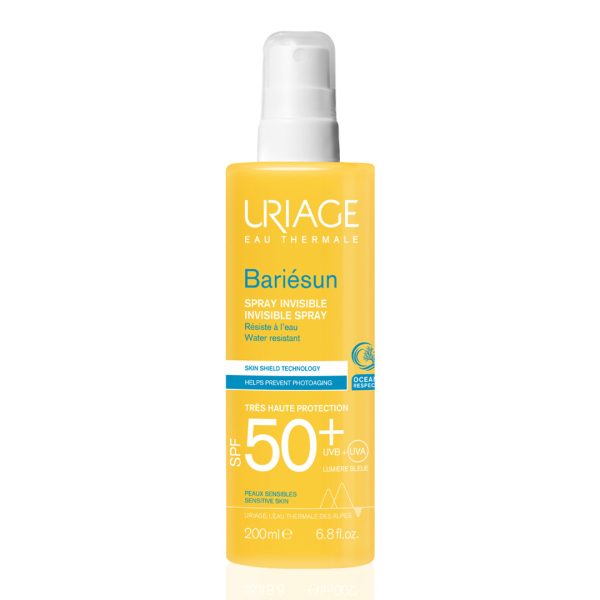 URIAGE
EAU THERMALE
Bariésun
SPRAY INVISIBLE
INVISIBLE SPRAY
Résiste à l'eau
Water resistant
SKIN SHIELD TECHNOLOGY
HELPS PREVENT PHOTOAGING
OCEAN
RESPECT
TRÈS HAUTE PROTECTION
SPF 50+
UVB + UVA
LUMIÈRE BLEUE
PEAUX SENSIBLES
SENSITIVE SKIN
URIAGE, L'EAU THERMALE DES ALPES
200ml e 6.8 fl.oz.